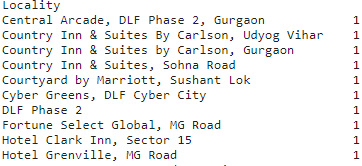 Locality
Central Arcade, DLF Phase 2, Gurgaon 1
Country Inn & Suites By Carlson, Udyog Vihar 1
Country Inn & Suites by Carlson, Gurgaon 1
Country Inn & Suites, Sohna Road 1
Courtyard by Marriott, Sushant Lok 1
Cyber Greens, DLF Cyber City 1
DLF Phase 2 1
Fortune Select Global, MG Road 1
Hotel Clark Inn, Sector 15 1
Hotel Grenville, MG Road 1